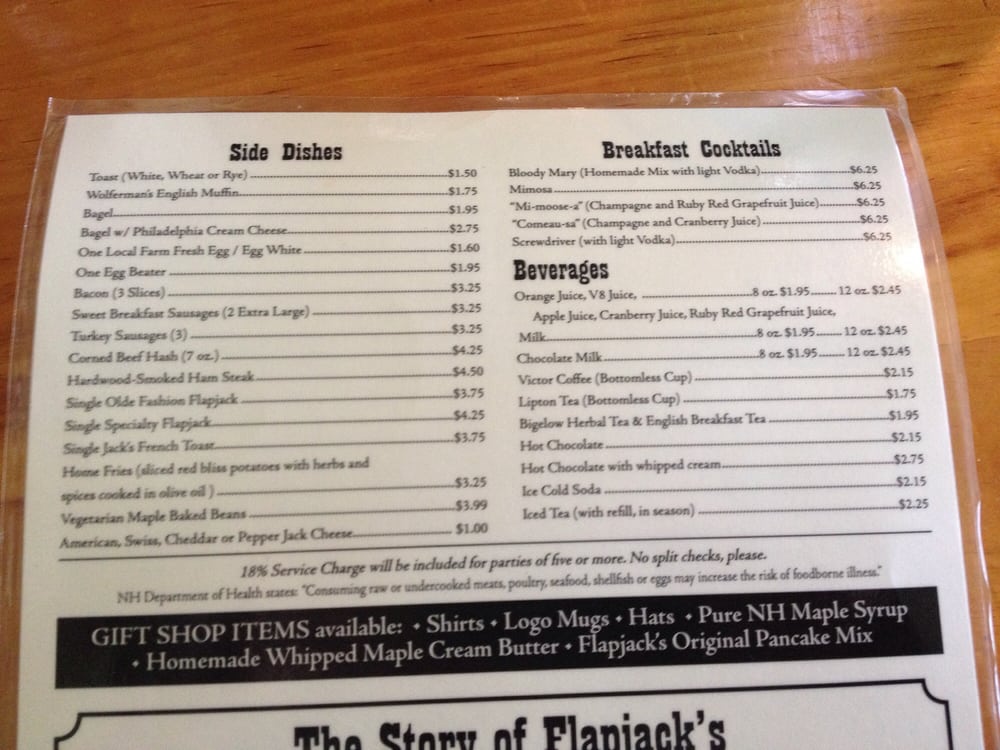 Side Dishes
Toast (White, Wheat or Rye) $1.50
Wolferman's English Muffin $1.75
Bagel $1.95
Bagel w/ Philadelphia Cream Cheese $2.75
One Local Farm Fresh Egg / Egg White $1.60
One Egg Beater $1.95
Bacon (3 Slices) $3.25
Sweet Breakfast Sausages (2 Extra Large) $3.25
Turkey Sausages (3) $3.25
Corned Beef Hash (7 oz.) $4.25
Hardwood-Smoked Ham Steak $4.50
Single Olde Fashion Flapjack $3.75
Single Specialty Flapjack $4.25
Single Jack's French Toast $3.75
Home Fries (sliced red bliss potatoes with herbs and
spices cooked in olive oil ) $3.25
Vegetarian Maple Baked Beans $3.99
American, Swiss, Cheddar or Pepper Jack Cheese $1.00
Breakfast Cocktails
Bloody Mary (Homemade Mix with light Vodka) $6.25
Mimosa $6.25
"Mi-moose-a" (Champagne and Ruby Red Grapefruit Juice) $6.25
"Comeau-sa" (Champagne and Cranberry Juice) $6.25
Screwdriver (with light Vodka) $6.25
Beverages
Orange Juice, V8 Juice, 8 oz. $1.95 12 oz. $2.45
Apple Juice, Cranberry Juice, Ruby Red Grapefruit Juice,
Milk 8 oz. $1.95 12 oz. $2.45
Chocolate Milk 8 oz. $1.95 12 oz. $2.45
Victor Coffee (Bottomless Cup) $2.15
Lipton Tea (Bottomless Cup) $1.75
Bigelow Herbal Tea & English Breakfast Tea $1.95
Hot Chocolate $2.15
Hot Chocolate with whipped cream $2.75
Ice Cold Soda $2.15
Iced Tea (with refill, in season) $2.25
18% Service Charge will be included for parties of five or more. No split checks, please.
NH Department of Health states: "Consuming raw or undercooked meats, poultry, seafood, shellfish or eggs may increase the risk of foodborne illness."
GIFT SHOP ITEMS available: • Shirts • Logo Mugs • Hats • Pure NH Maple Syrup
• Homemade Whipped Maple Cream Butter • Flapjack's Original Pancake Mix
The Story of Flapjack's